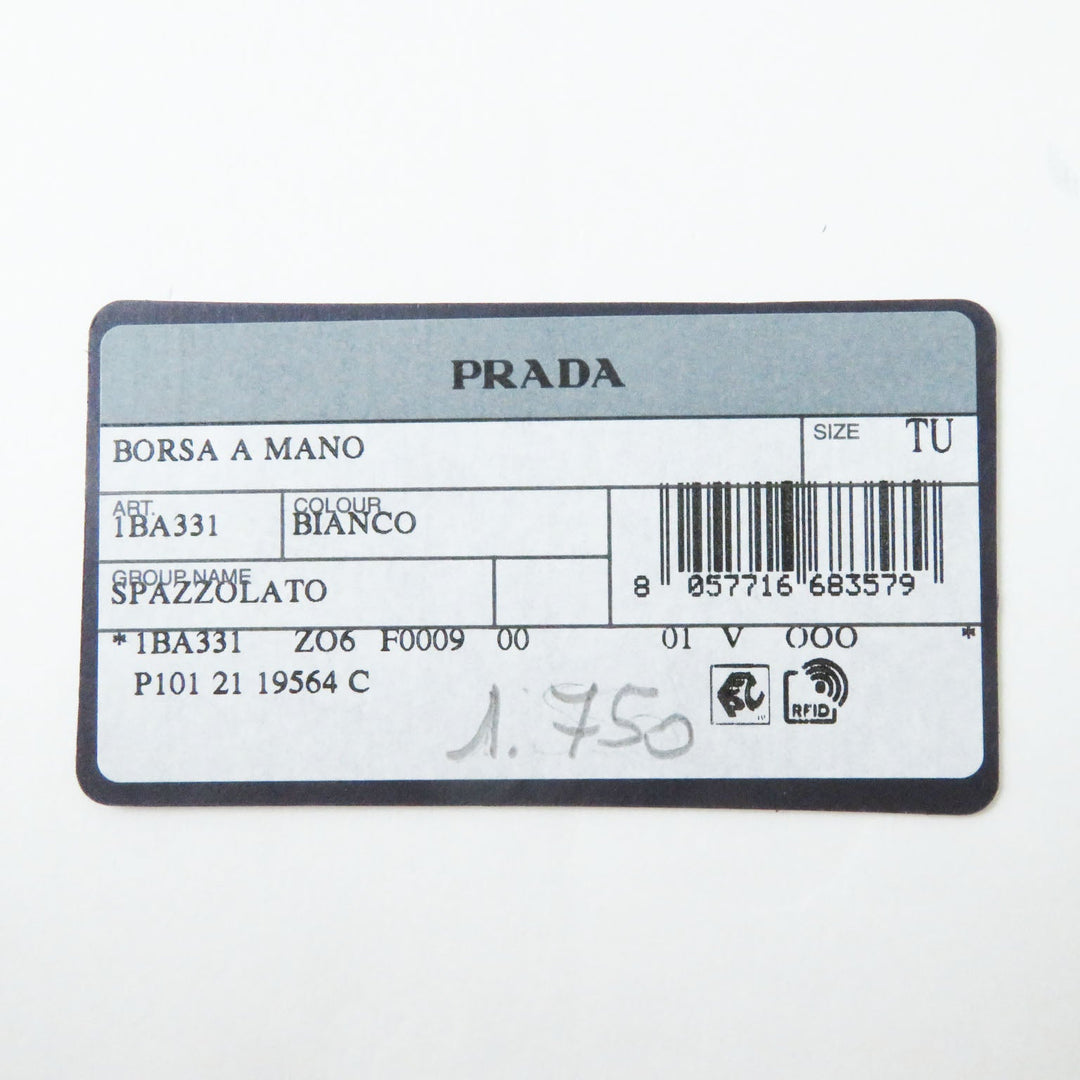 PRADA
BORSA A MANO
SIZE TU
ART.
1BA331
COLOUR
BIANCO
8 057716 683579
GROUP NAME
SPAZZOLATO
* 1BA331 ZO6 F0009 00 01 V OOO *
P101 21 19564 C
RFID
1.750